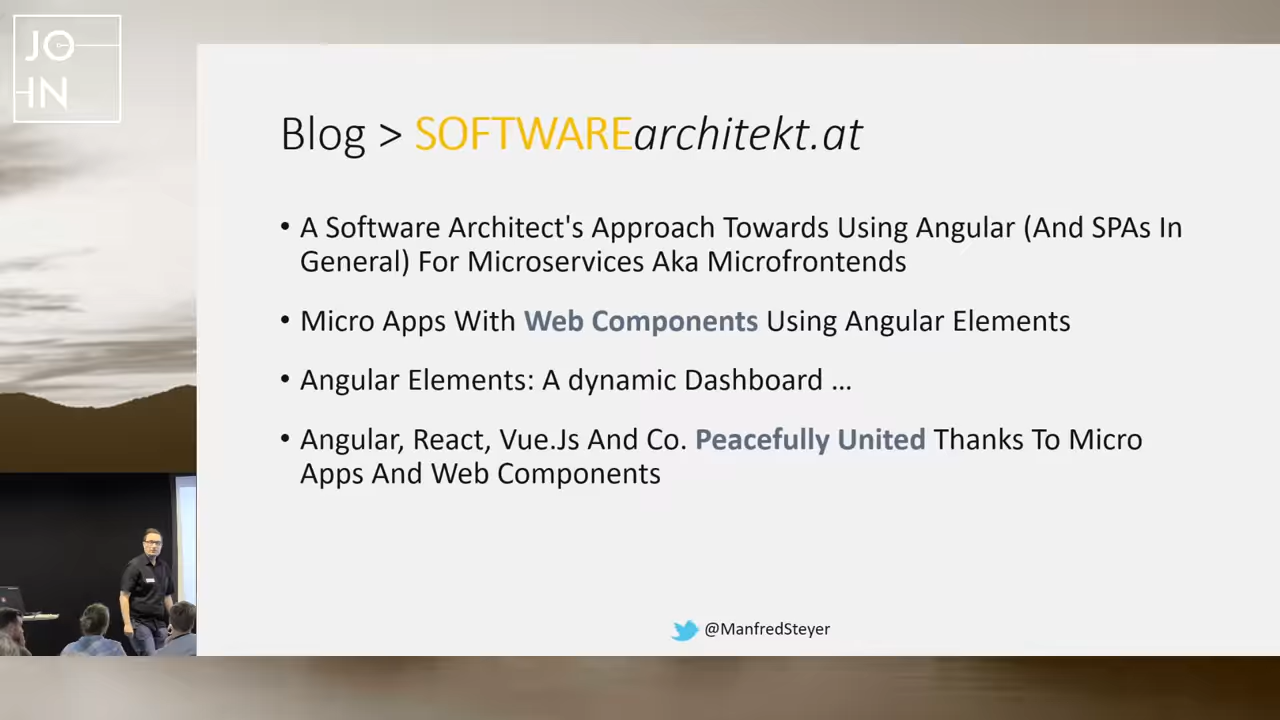 JO
HN
Blog > SOFTWAREarchitekt.at
• A Software Architect's Approach Towards Using Angular (And SPAs In
General) For Microservices Aka Microfrontends
• Micro Apps With Web Components Using Angular Elements
• Angular Elements: A dynamic Dashboard ...
• Angular, React, Vue.Js And Co. Peacefully United Thanks To Micro
Apps And Web Components
@ManfredSteyer